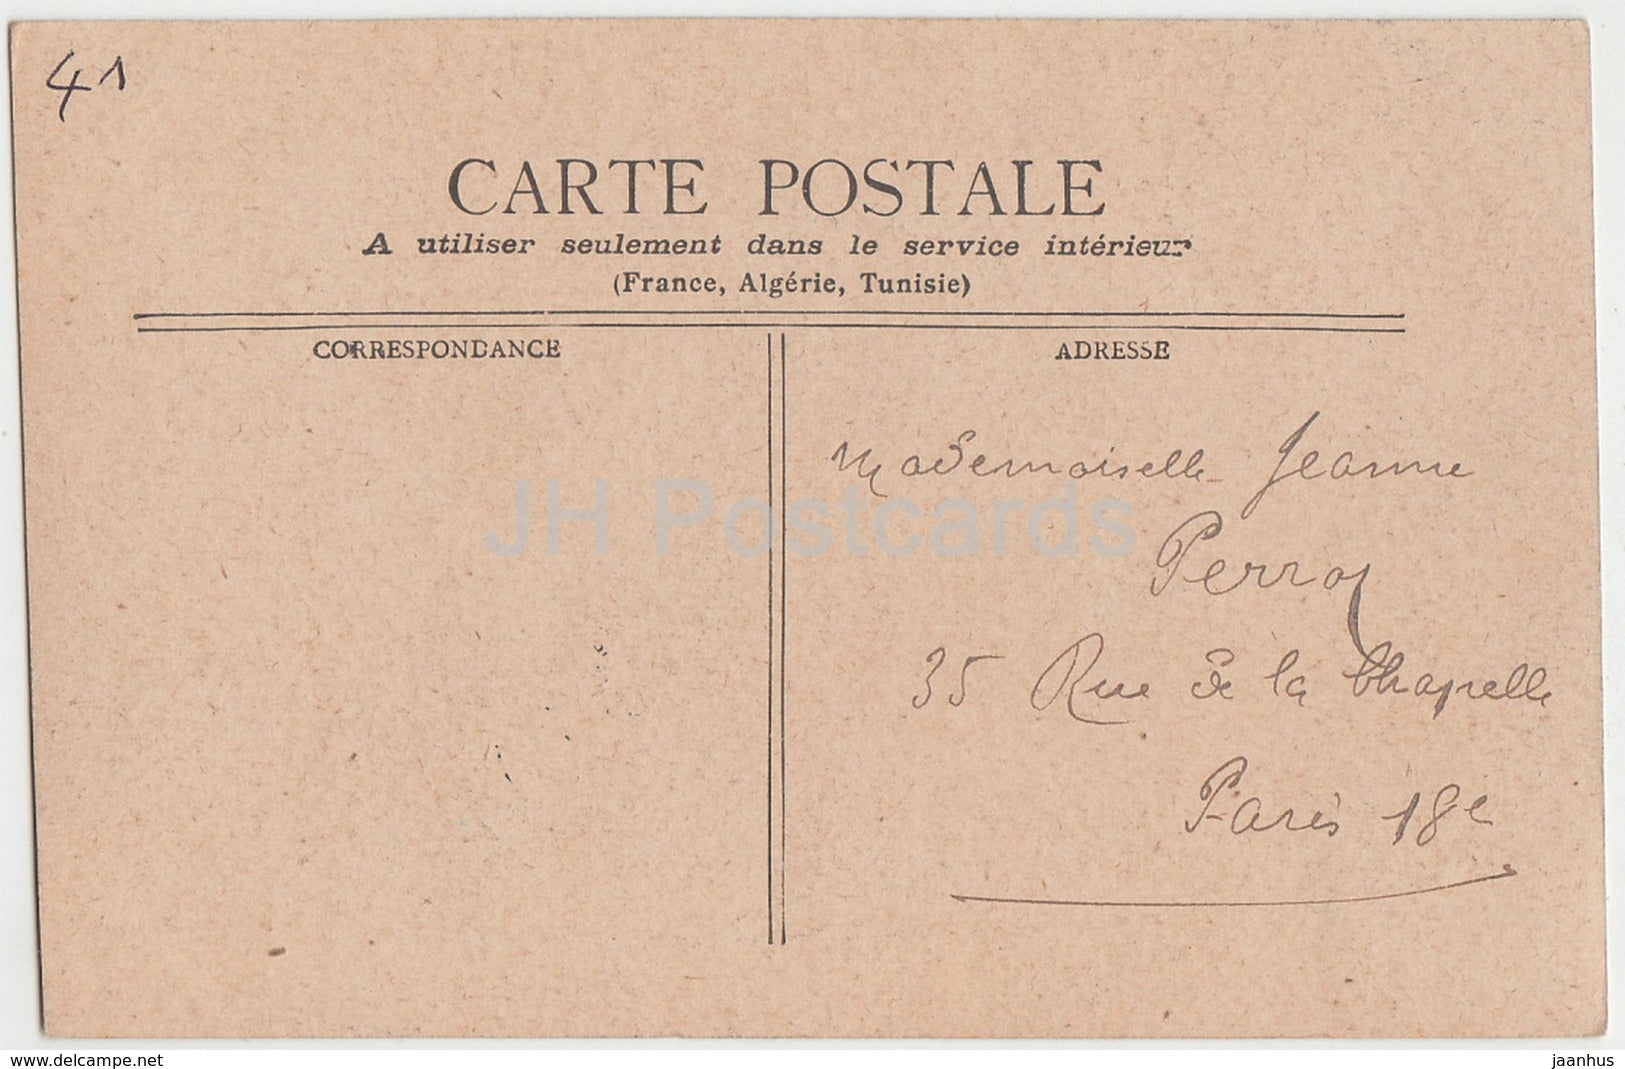 41
CARTE POSTALE
A utiliser seulement dans le service intérieur
(France, Algérie, Tunisie)
CORRESPONDANCE
ADRESSE
Mademoiselle Jeanne
35 Rue de la Chapelle
Paris 18e
JH Postcards
www.delcampe.net
jaanhus